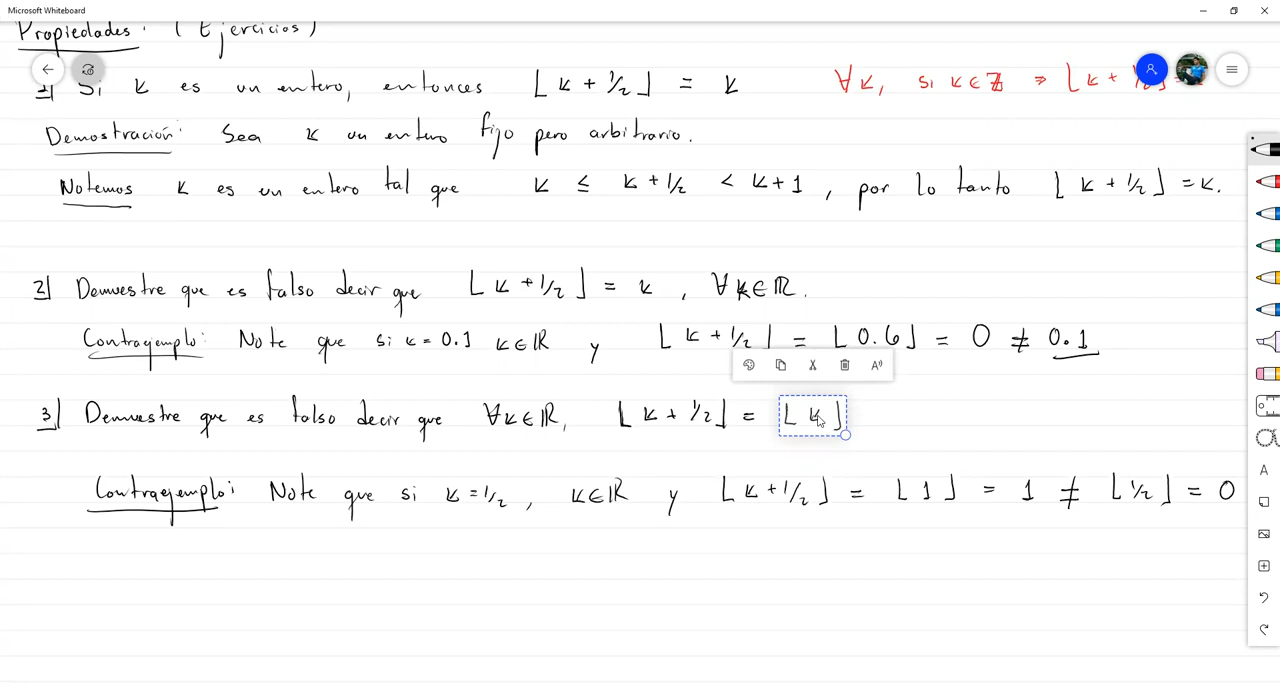 Microsoft Whiteboard
Propiedades: (Ejercicios)
1) Si k es un entero, entonces ⌊k + 1/2⌋ = k ∀k, si k∈ℤ ⇒ ⌊k +
Demostración: Sea k un entero fijo pero arbitrario.
Notemos k es un entero tal que k ≤ k + 1/2 < k + 1, por lo tanto ⌊k + 1/2⌋ = k.
2) Demuestre que es falso decir que ⌊k + 1/2⌋ = k, ∀k∈ℝ.
Contraejemplo: Note que si k = 0.1 k∈ℝ y ⌊k + 1/2⌋ = ⌊0.6⌋ = 0 ≠ 0.1
3) Demuestre que es falso decir que ∀k∈ℝ, ⌊k + 1/2⌋ = ⌊k⌋
Contraejemplo: Note que si k = 1/2, k∈ℝ y ⌊k + 1/2⌋ = ⌊1⌋ = 1 ≠ ⌊1/2⌋ = 0